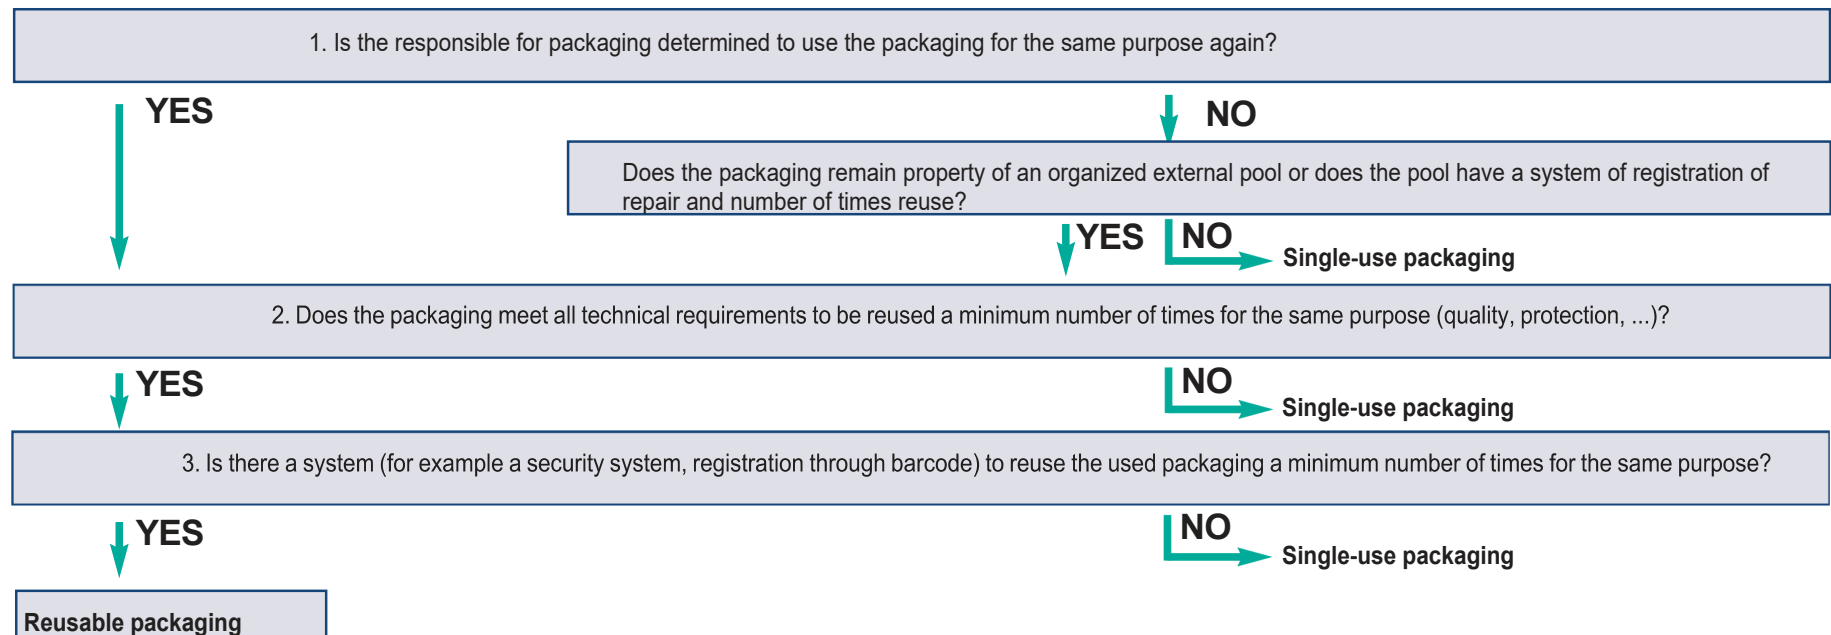 1. Is the responsible for packaging determined to use the packaging for the same purpose again?
YES
NO
Does the packaging remain property of an organized external pool or does the pool have a system of registration of
repair and number of times reuse?
YES
NO
Single-use packaging
2. Does the packaging meet all technical requirements to be reused a minimum number of times for the same purpose (quality, protection, ...)?
YES
NO
Single-use packaging
3. Is there a system (for example a security system, registration through barcode) to reuse the used packaging a minimum number of times for the same purpose?
YES
NO
Single-use packaging
Reusable packaging